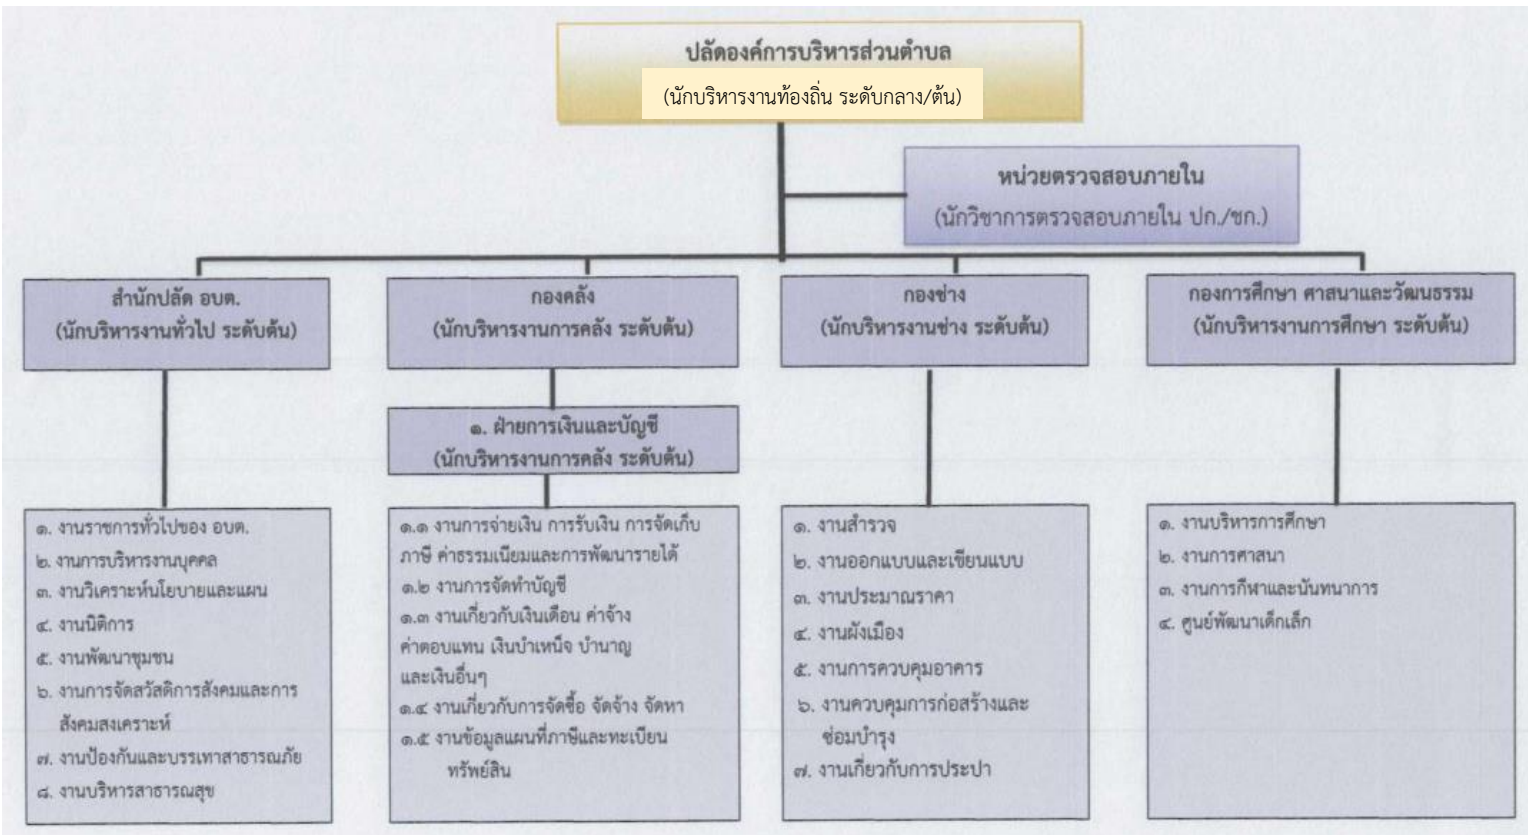 ปลัดองค์การบริหารส่วนตำบล
(นักบริหารงานท้องถิ่น ระดับกลาง/ต้น)
หน่วยตรวจสอบภายใน
(นักวิชาการตรวจสอบภายใน ปก./ชก.)
สำนักปลัด อบต.
(นักบริหารงานทั่วไป ระดับต้น)
กองคลัง
(นักบริหารงานการคลัง ระดับต้น)
กองช่าง
(นักบริหารงานช่าง ระดับต้น)
กองการศึกษา ศาสนาและวัฒนธรรม
(นักบริหารงานการศึกษา ระดับต้น)
๑. ฝ่ายการเงินและบัญชี
(นักบริหารงานการคลัง ระดับต้น)
๑. งานราชการทั่วไปของ อบต.
๒. งานการบริหารงานบุคคล
๓. งานวิเคราะห์นโยบายและแผน
๔. งานนิติการ
๕. งานพัฒนาชุมชน
๖. งานการจัดสวัสดิการสังคมและการ
สังคมสงเคราะห์
๗. งานป้องกันและบรรเทาสาธารณภัย
๘. งานบริหารสาธารณสุข
๑.๑ งานการจ่ายเงิน การรับเงิน การจัดเก็บ
ภาษี ค่าธรรมเนียมและการพัฒนารายได้
๑.๒ งานการจัดทำบัญชี
๑.๓ งานเกี่ยวกับเงินเดือน ค่าจ้าง
ค่าตอบแทน เงินบำเหน็จ บำนาญ
และเงินอื่นๆ
๑.๔ งานเกี่ยวกับการจัดซื้อ จัดจ้าง จัดหา
๑.๕ งานข้อมูลแผนที่ภาษีและทะเบียน
ทรัพย์สิน
๑. งานสำรวจ
๒. งานออกแบบและเขียนแบบ
๓. งานประมาณราคา
๔. งานผังเมือง
๕. งานการควบคุมอาคาร
๖. งานควบคุมการก่อสร้างและ
ซ่อมบำรุง
๗. งานเกี่ยวกับการประปา
๑. งานบริหารการศึกษา
๒. งานการศาสนา
๓. งานการกีฬาและนันทนาการ
๔. ศูนย์พัฒนาเด็กเล็ก